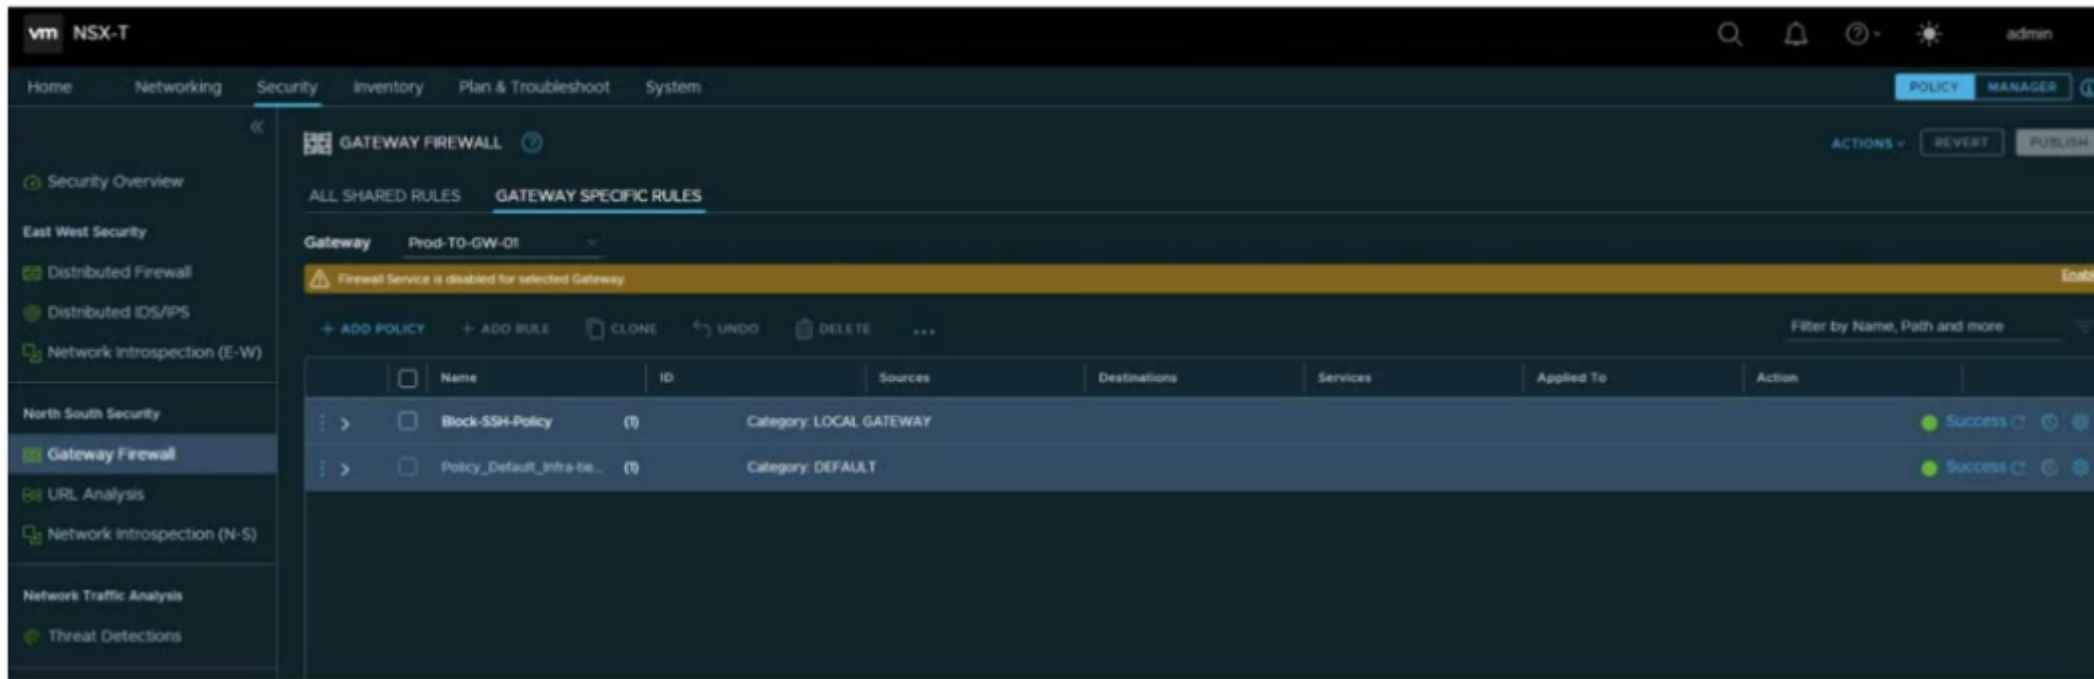 vm NSX-T
admin
Home Networking Security Inventory Plan & Troubleshoot System
POLICY MANAGER
GATEWAY FIREWALL
ACTIONS REVERT PUBLISH
ALL SHARED RULES GATEWAY SPECIFIC RULES
Gateway Prod-T0-GW-01
Firewall Service is disabled for selected Gateway.
Enabl
+ ADD POLICY + ADD RULE CLONE UNDO DELETE ...
Filter by Name, Path and more
Name ID Sources Destinations Services Applied To Action
Block-SSH-Policy (1) Category: LOCAL GATEWAY Success
Policy_Default_Infra-tie... (1) Category: DEFAULT Success
Security Overview
East West Security
Distributed Firewall
Distributed IDS/IPS
Network Introspection (E-W)
North South Security
Gateway Firewall
URL Analysis
Network Introspection (N-S)
Network Traffic Analysis
Threat Detections